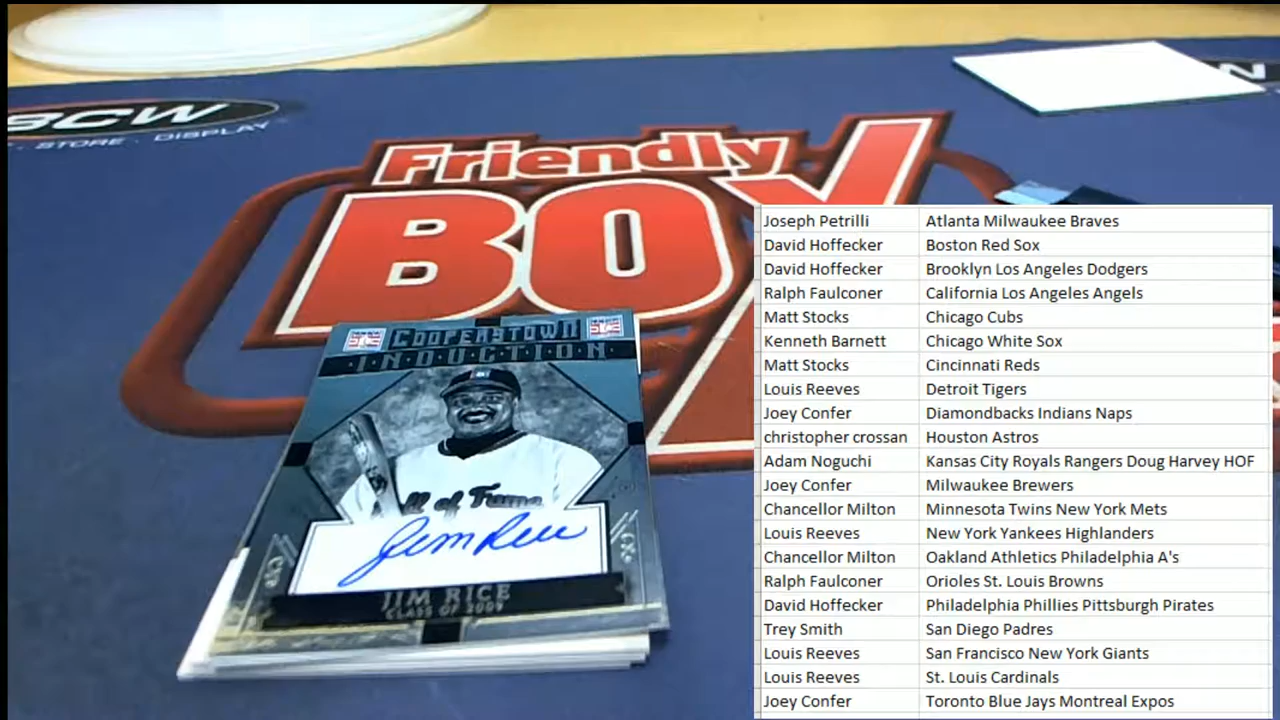 BCW
STORE · DISPLAY
Friendly
BOX
COOPERSTOWN
INDUCTION
Hall of Fame
Jim Rice
JIM RICE
CLASS OF 2009
Joseph Petrilli Atlanta Milwaukee Braves
David Hoffecker Boston Red Sox
David Hoffecker Brooklyn Los Angeles Dodgers
Ralph Faulconer California Los Angeles Angels
Matt Stocks Chicago Cubs
Kenneth Barnett Chicago White Sox
Matt Stocks Cincinnati Reds
Louis Reeves Detroit Tigers
Joey Confer Diamondbacks Indians Naps
christopher crossan Houston Astros
Adam Noguchi Kansas City Royals Rangers Doug Harvey HOF
Joey Confer Milwaukee Brewers
Chancellor Milton Minnesota Twins New York Mets
Louis Reeves New York Yankees Highlanders
Chancellor Milton Oakland Athletics Philadelphia A's
Ralph Faulconer Orioles St. Louis Browns
David Hoffecker Philadelphia Phillies Pittsburgh Pirates
Trey Smith San Diego Padres
Louis Reeves San Francisco New York Giants
Louis Reeves St. Louis Cardinals
Joey Confer Toronto Blue Jays Montreal Expos